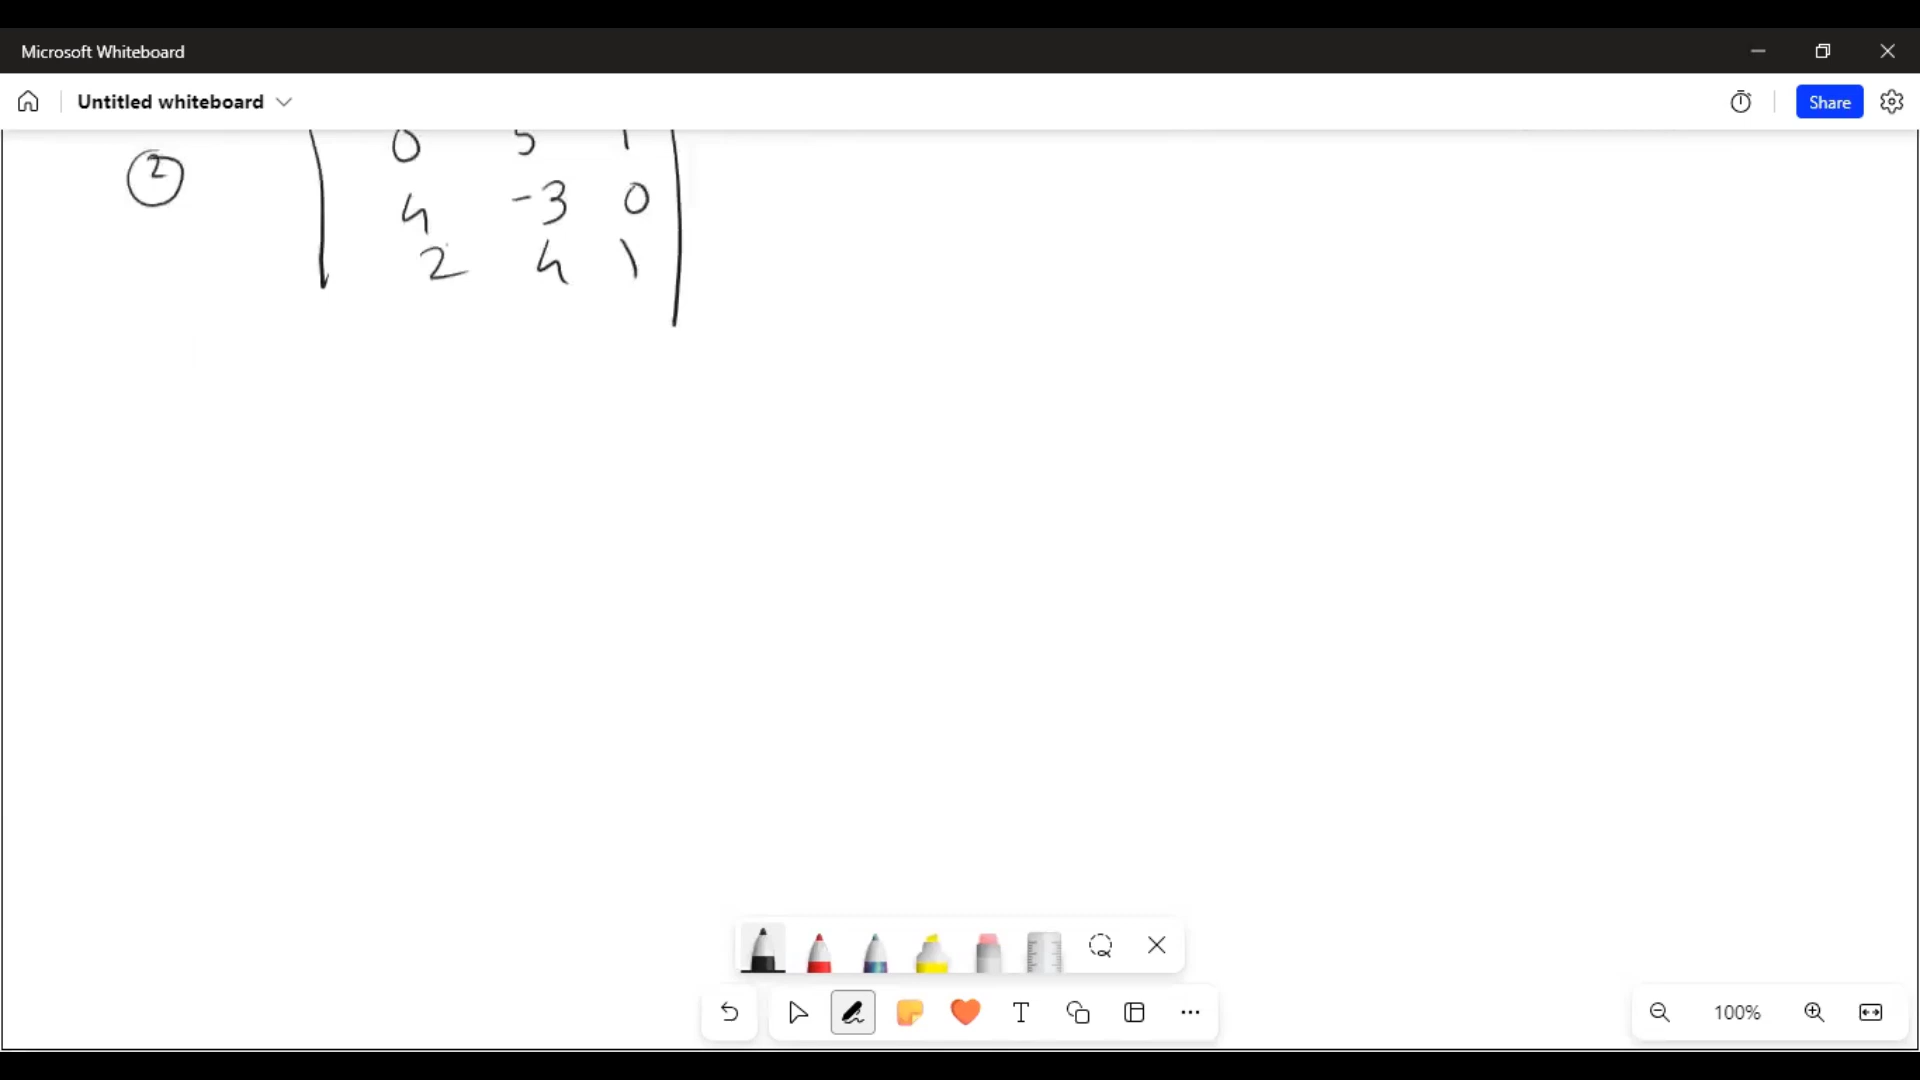 Microsoft Whiteboard
Untitled whiteboard
Share
2
0 5 1
4 -3 0
2 4 1
T
100%